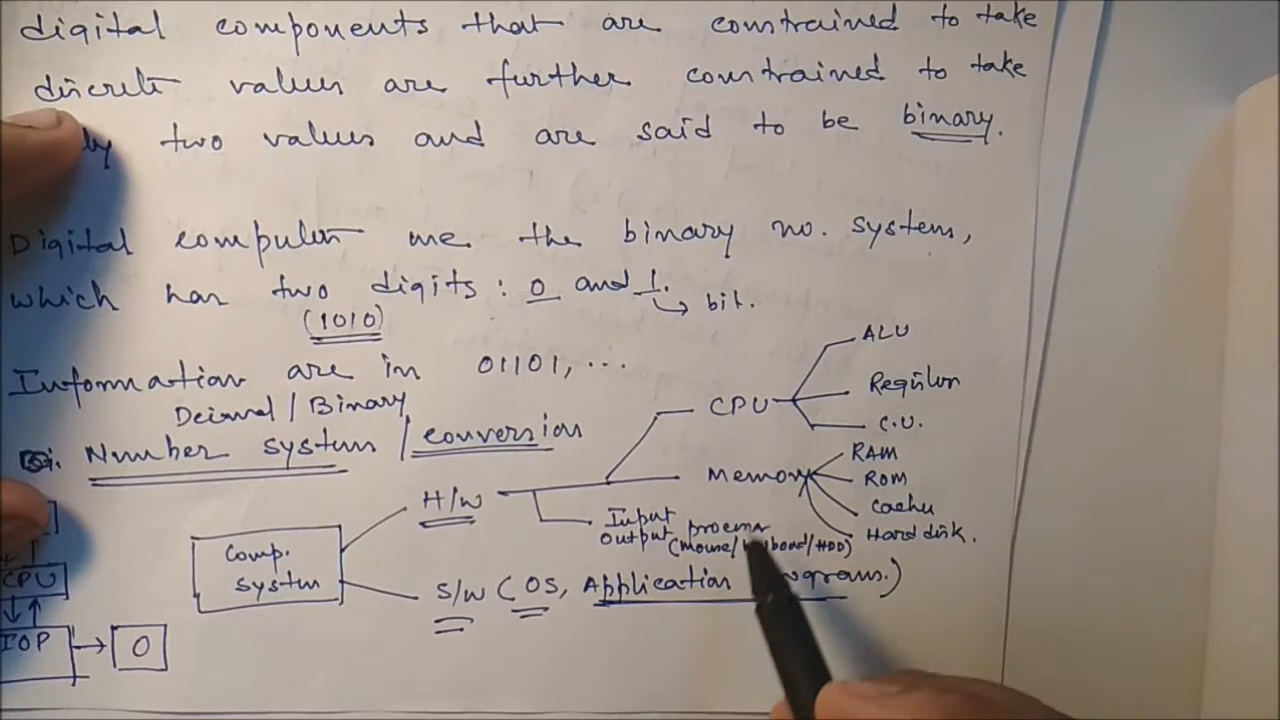 digital components that are constrained to take
discrete values are further constrained to take
two values and are said to be binary.
Digital computer use the binary no. system,
which has two digits : 0 and 1.
→ bit.
(1010)
Information are in 01101, ...
Decimal / Binary
Number system / conversion
CPU
ALU
Register
C.U.
Memory
RAM
ROM
Cache
Hard disk.
H/W
Input
Output
(Mouse/ /HDD)
Comp.
system
S/W (OS, Application
CPU
IOP → O